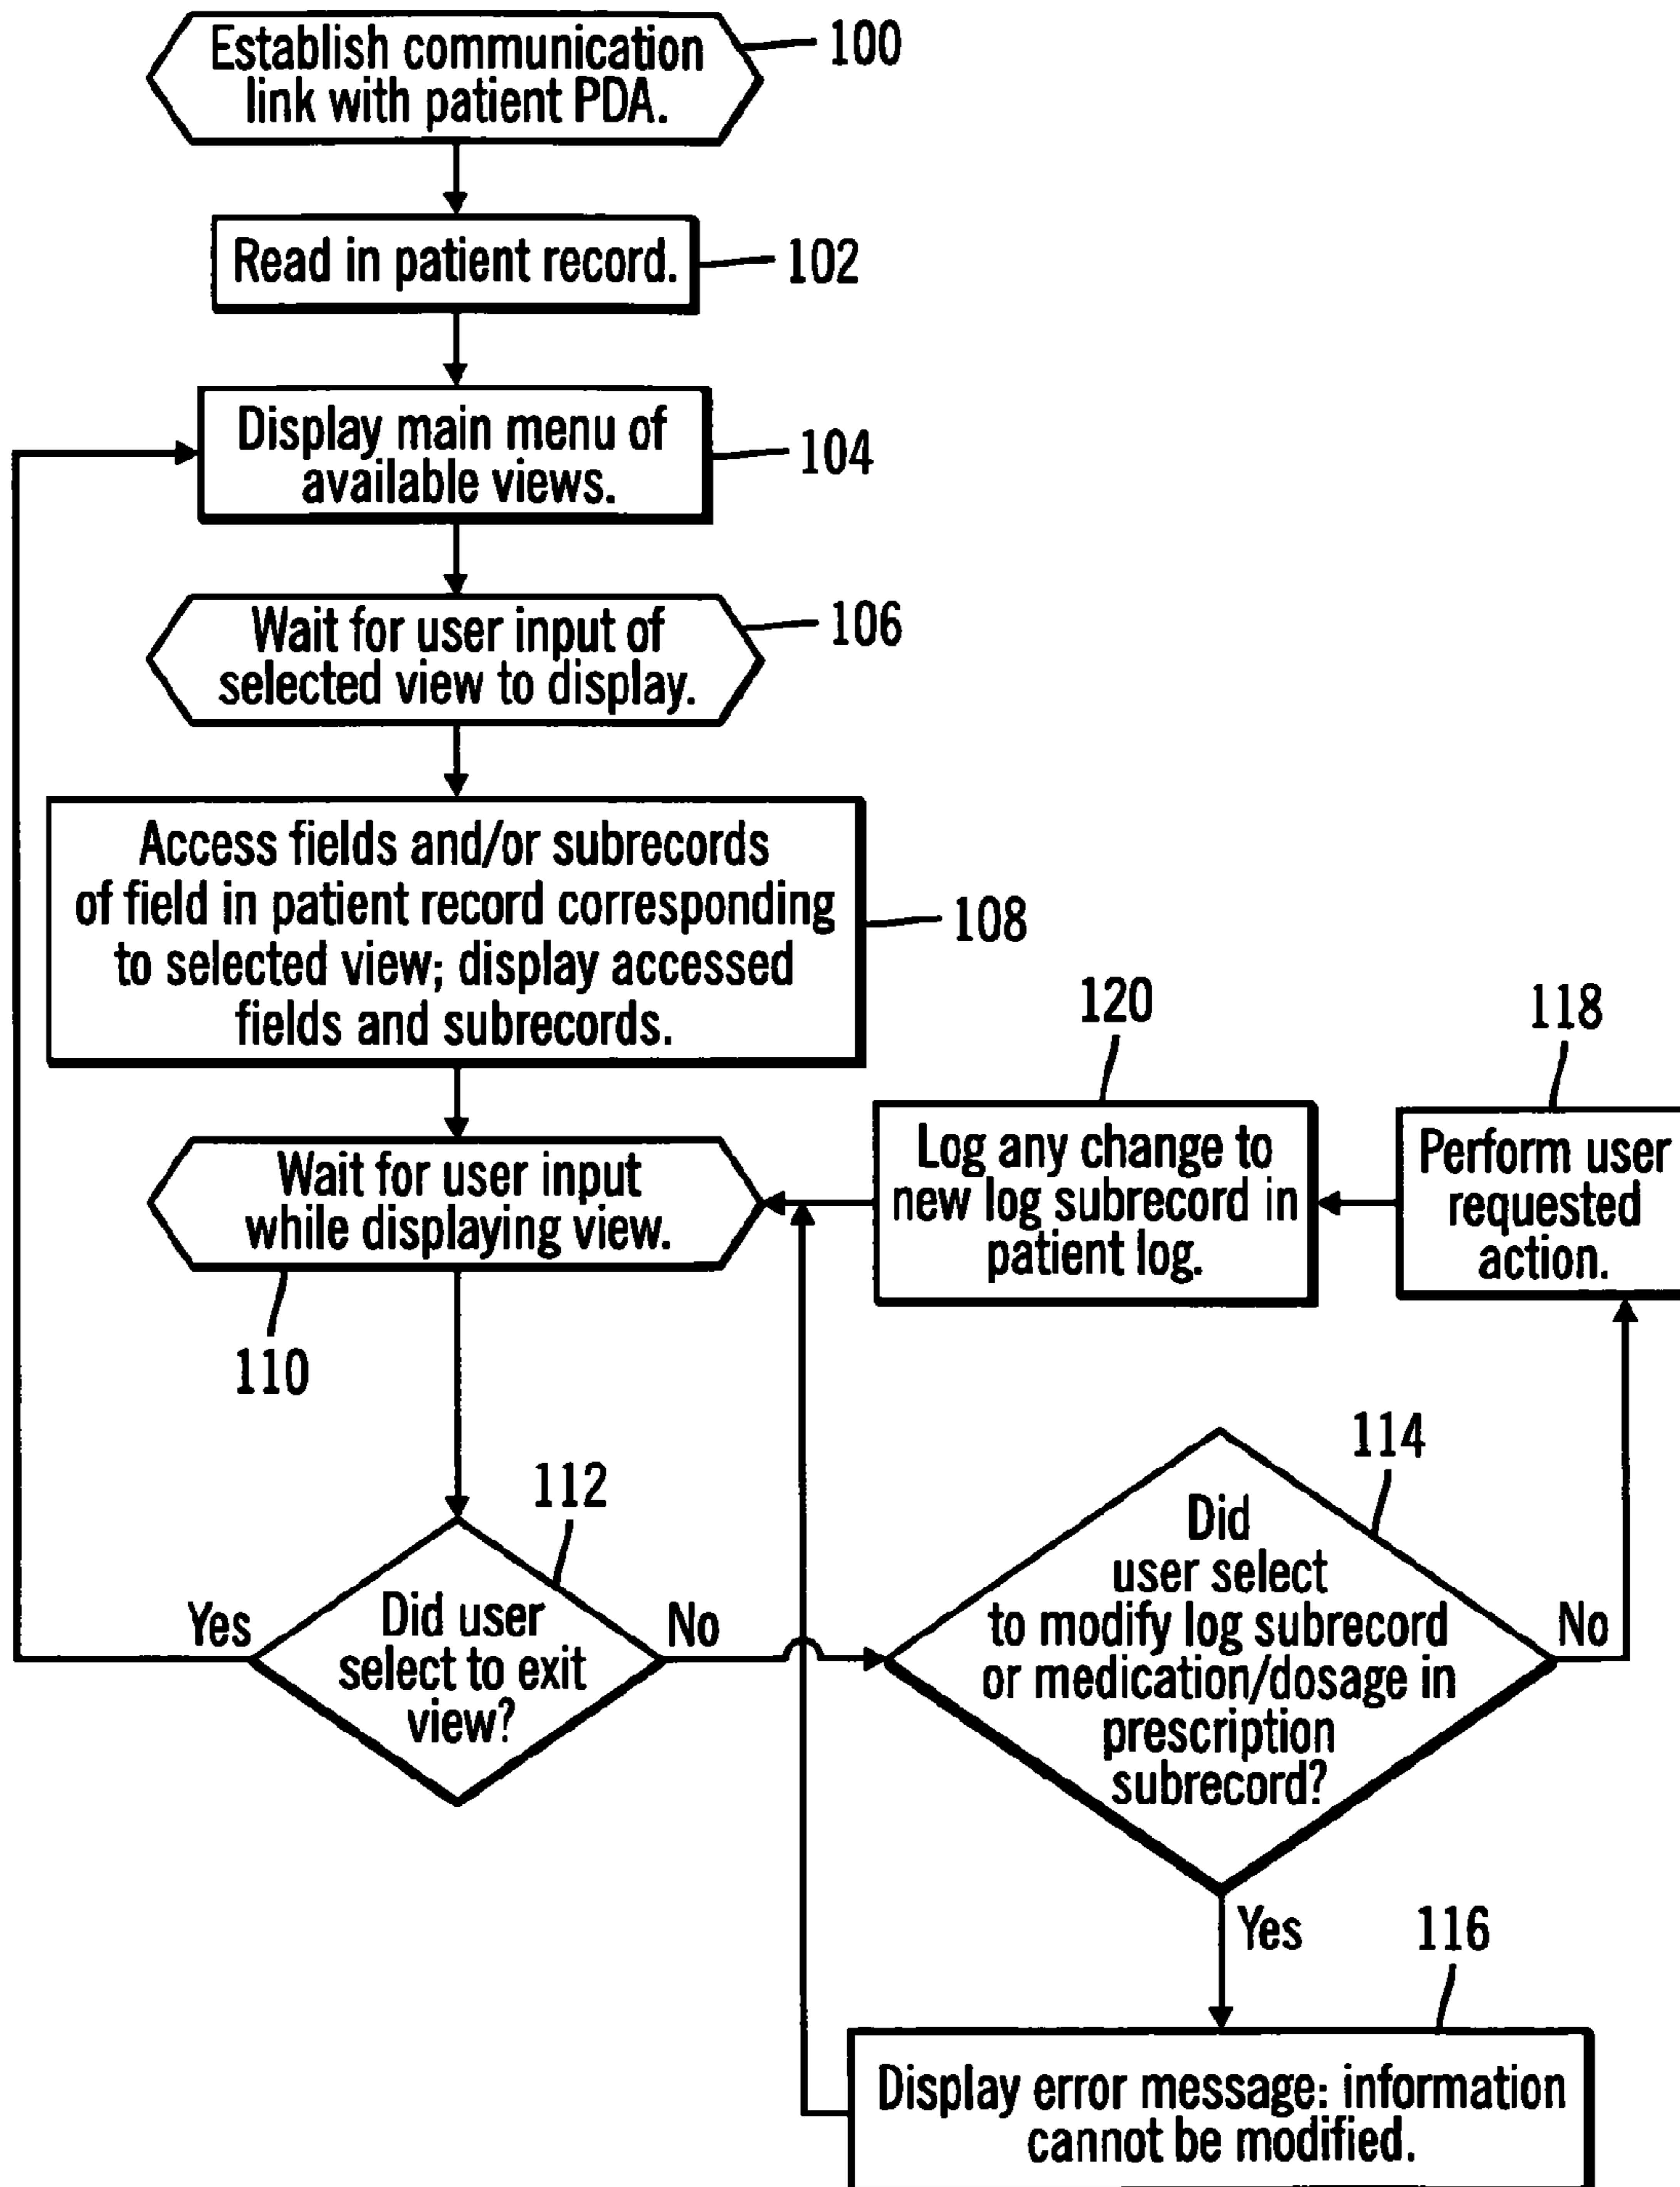 Establish communication
link with patient PDA.
100
Read in patient record.
102
Display main menu of
available views.
104
Wait for user input of
selected view to display.
106
Access fields and/or subrecords
of field in patient record corresponding
to selected view; display accessed
fields and subrecords.
108
Wait for user input
while displaying view.
110
120
Log any change to
new log subrecord in
patient log.
118
Perform user
requested
action.
112
Did user
select to exit
view?
Yes
No
114
Did
user select
to modify log subrecord
or medication/dosage in
prescription
subrecord?
No
Yes
116
Display error message: information
cannot be modified.